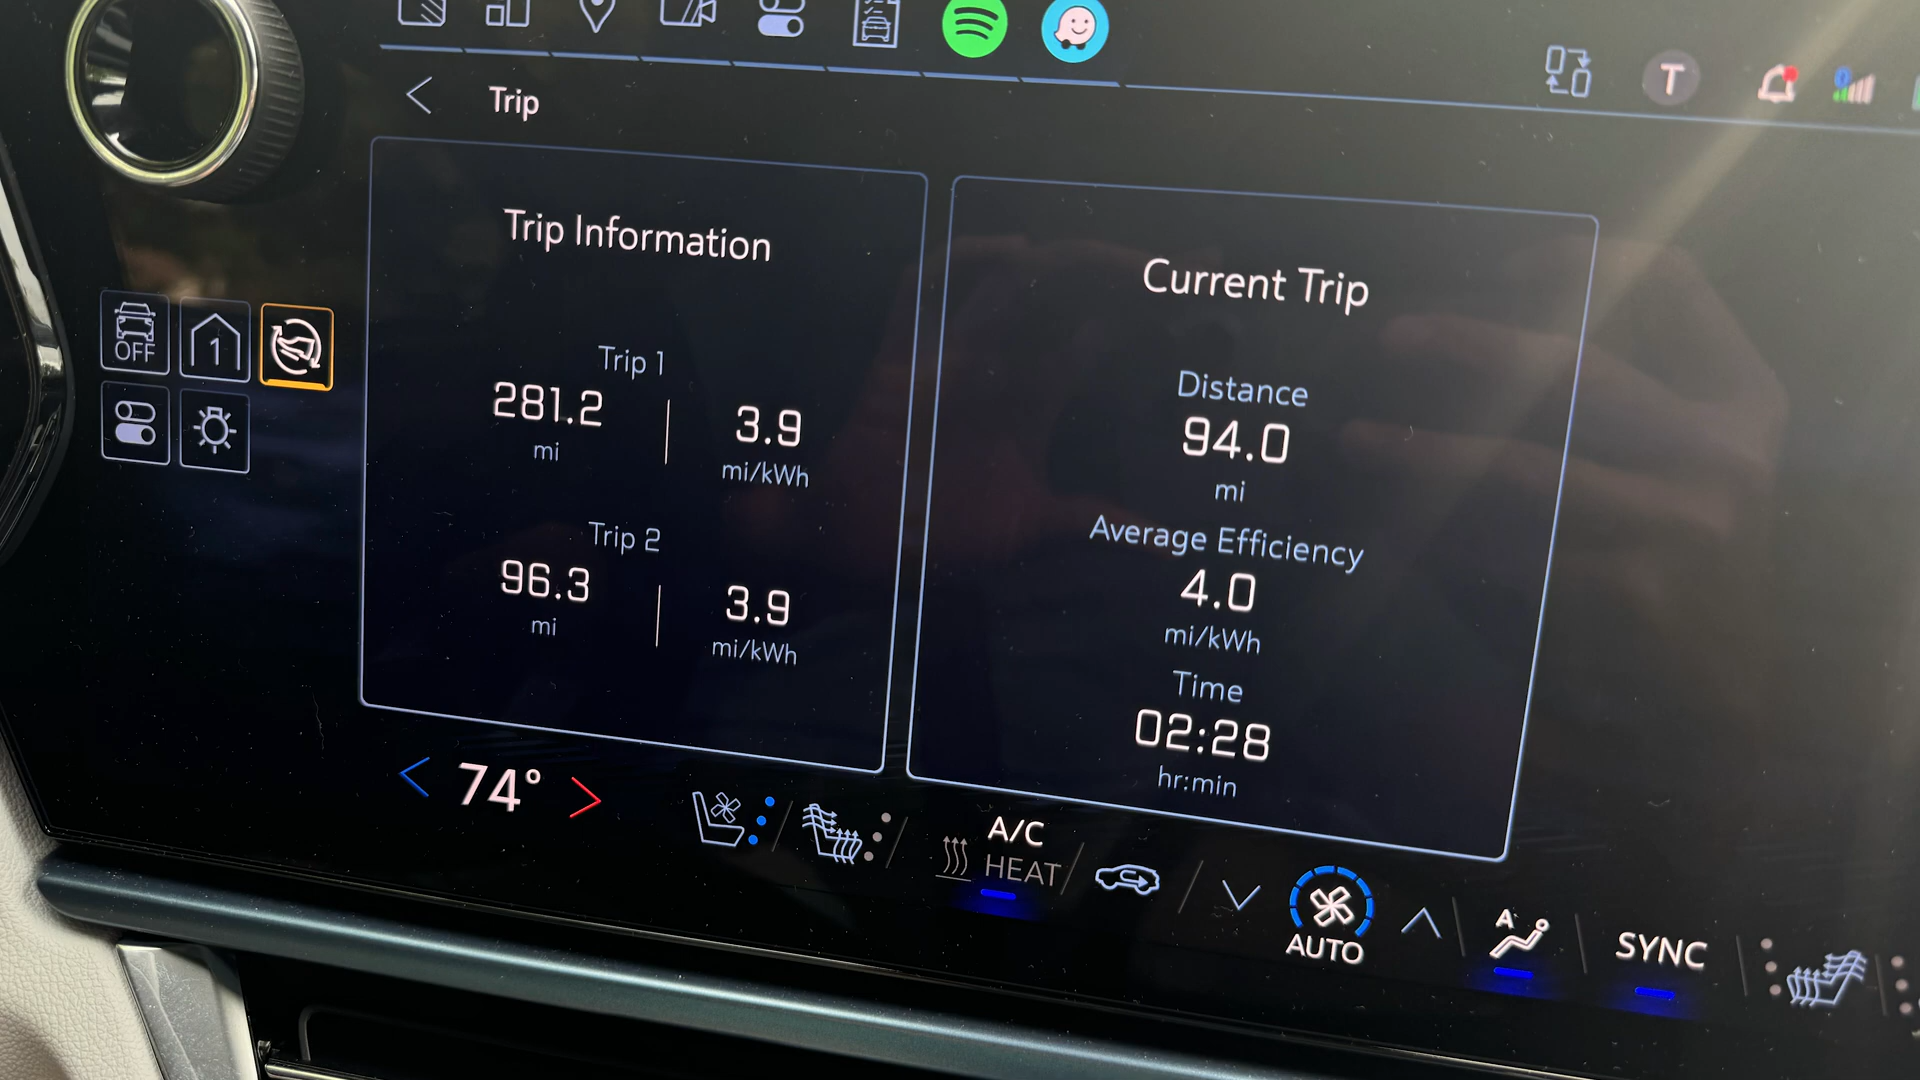 T
Trip
Trip Information
Trip 1
281.2
mi
3.9
mi/kWh
Trip 2
96.3
mi
3.9
mi/kWh
Current Trip
Distance
94.0
mi
Average Efficiency
4.0
mi/kWh
Time
02:28
hr:min
OFF
1
74°
A/C
HEAT
AUTO
A
SYNC